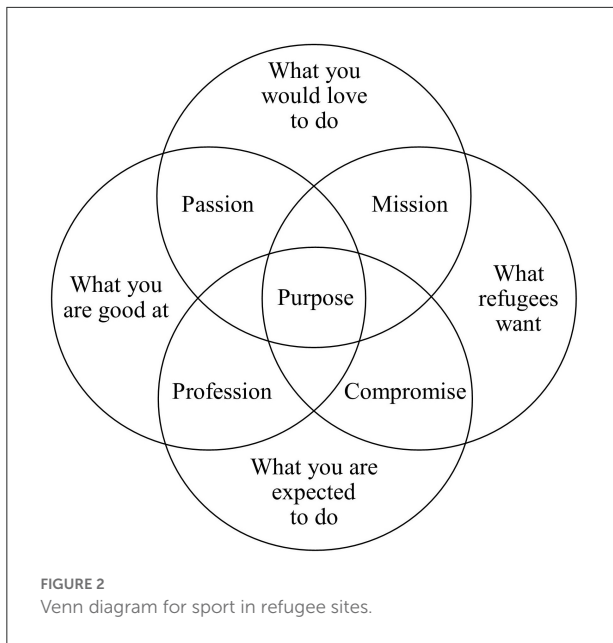 What you
would love
to do
Passion
Mission
What you
are good at
Purpose
What
refugees
want
Profession
Compromise
What you are
expected
to do
FIGURE 2
Venn diagram for sport in refugee sites.